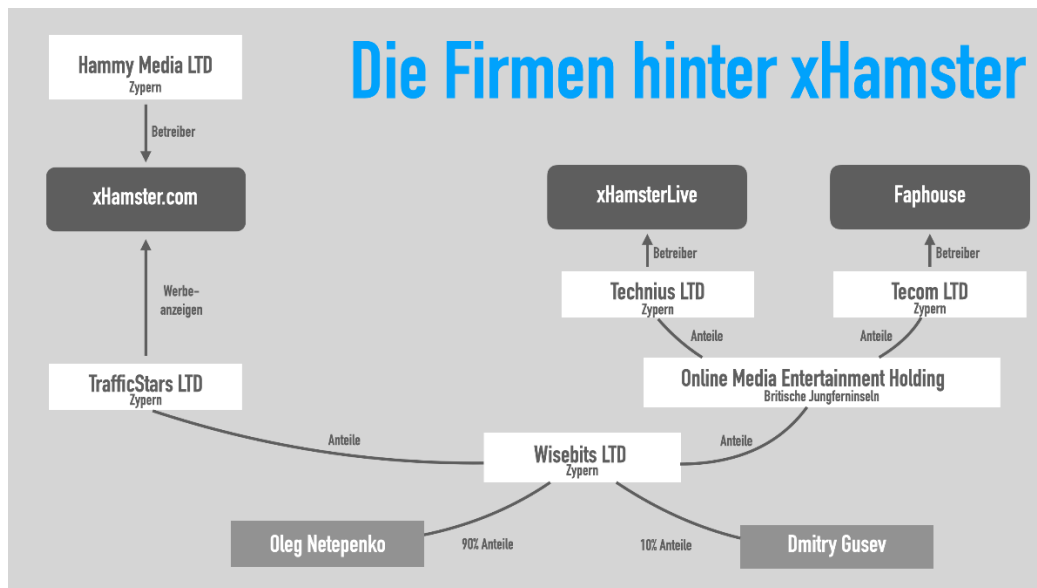 Die Firmen hinter xHamster
Hammy Media LTD
Zypern
Betreiber
xHamster.com
xHamsterLive
Faphouse
Betreiber
Betreiber
Werbe-
anzeigen
Technius LTD
Zypern
Tecom LTD
Zypern
Anteile
Anteile
TrafficStars LTD
Zypern
Online Media Entertainment Holding
Britische Jungferninseln
Anteile
Anteile
Wisebits LTD
Zypern
Oleg Netepenko
90% Anteile
10% Anteile
Dmitry Gusev